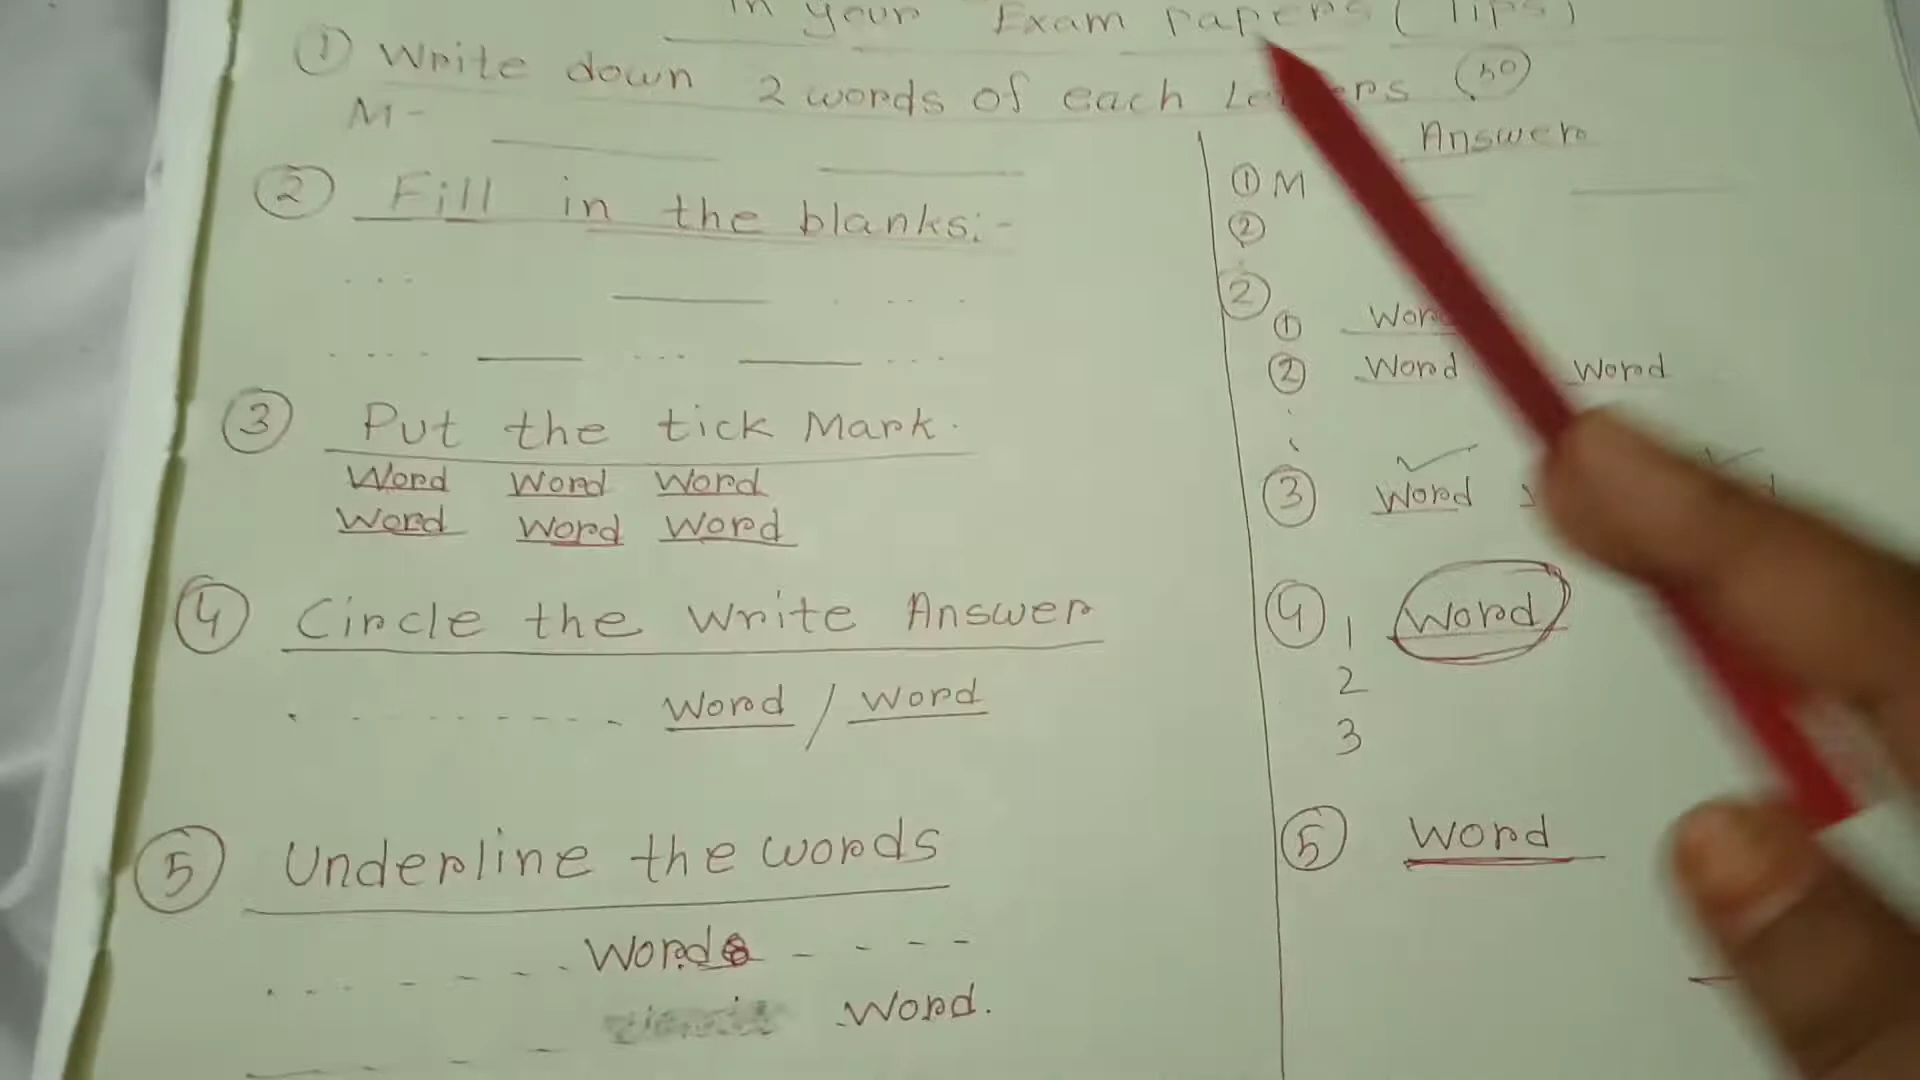 in your Exam papers (Tips)
① Write down 2 words of each Letters (50)
M-
② Fill in the blanks:-
③ Put the tick Mark.
Word Word Word
Word Word Word
④ Circle the Write Answer
Word / Word
⑤ Underline the words
Words
Word.
Answer
① M
②
②
① Word
② Word Word
③ Word
④ 1 Word
2
3
⑤ Word